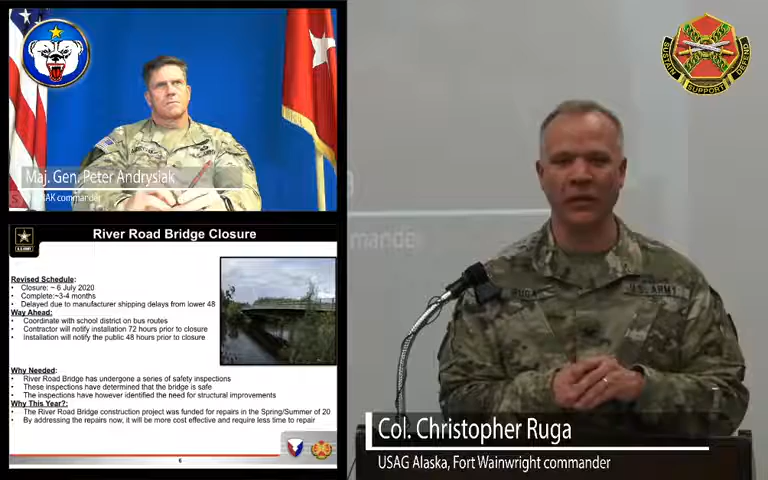 Maj. Gen. Peter Andrysiak
AK commander
River Road Bridge Closure
Revised Schedule:
• Closure: ~ 6 July 2020
• Complete:~3-4 months
• Delayed due to manufacturer shipping delays from lower 48
Way Ahead:
• Coordinate with school district on bus routes
• Contractor will notify installation 72 hours prior to closure
• Installation will notify the public 48 hours prior to closure
Why Needed:
• River Road Bridge has undergone a series of safety inspections
• These inspections have determined that the bridge is safe
• The inspections have however identified the need for structural improvements
Why This Year?:
• The River Road Bridge construction project was funded for repairs in the Spring/Summer of 20
• By addressing the repairs now, it will be more cost effective and require less time to repair
6
SUSTAIN
SUPPORT
DEFEND
mander
RUGA
U.S. ARMY
Col. Christopher Ruga
USAG Alaska, Fort Wainwright commander